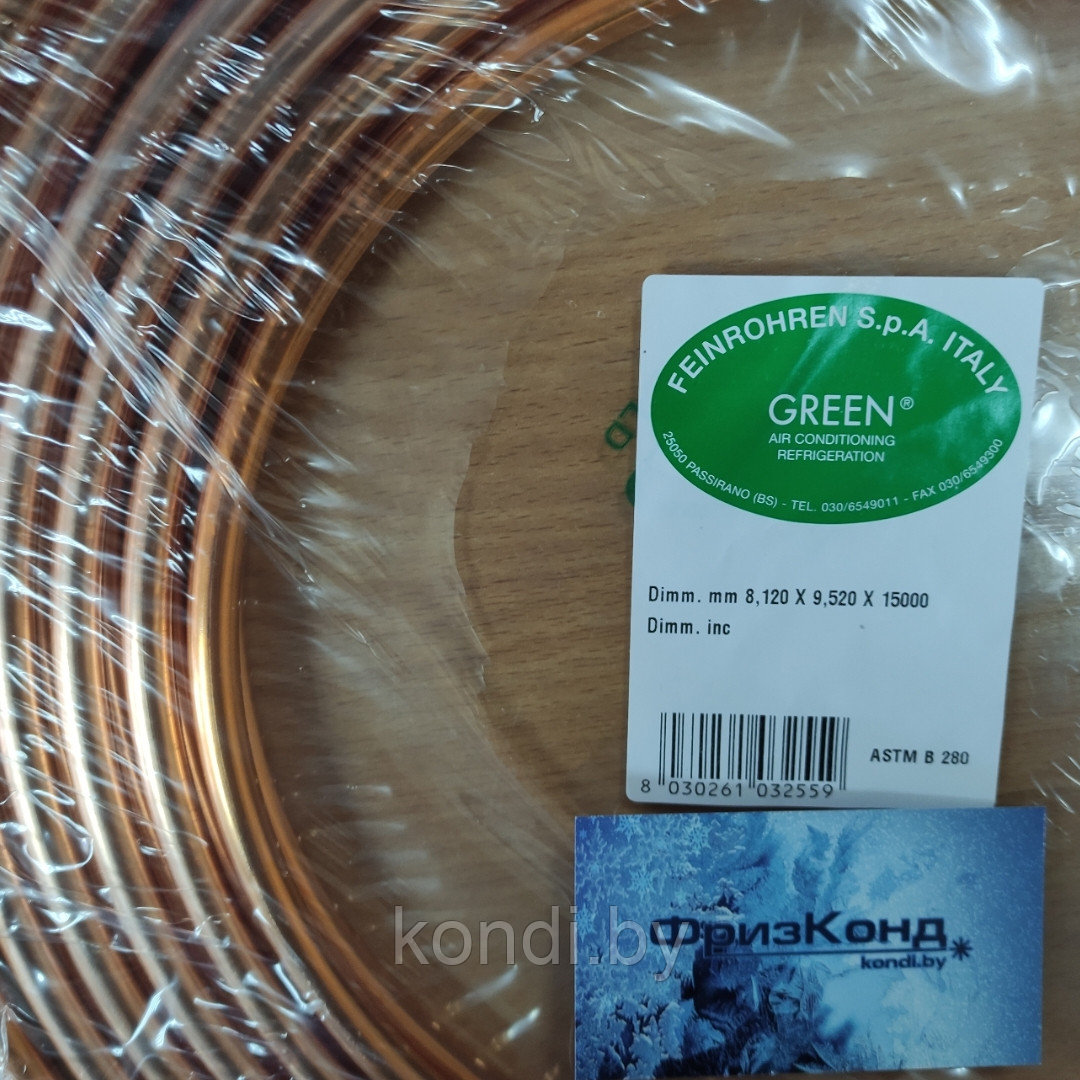 FEINROHREN S.p.A. ITALY
GREEN®
AIR CONDITIONING
REFRIGERATION
25050 PASSIRANO (BS) - TEL. 030/6549011 - FAX 030/6549300
Dimm. mm 8,120 X 9,520 X 15000
Dimm. inc
ASTM B 280
8 030261 032559
kondi.by
ФризКонд
kondi.by